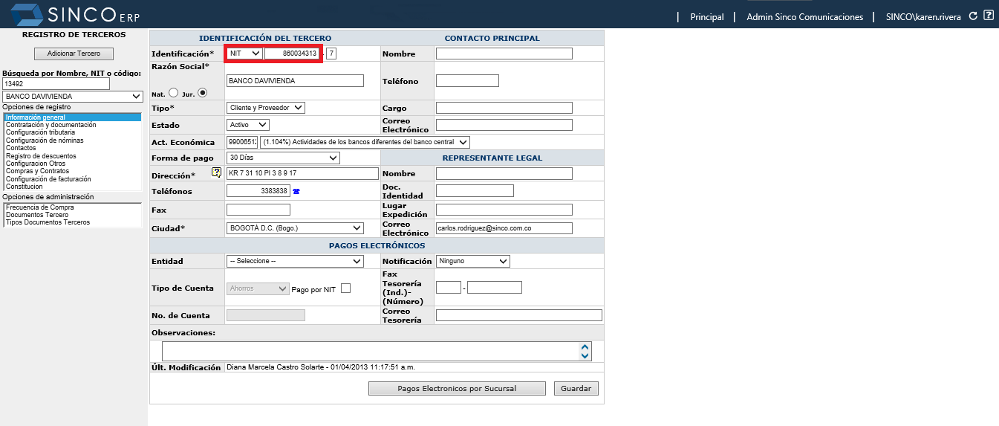 SINCO ERP
| Principal | Admin Sinco Comunicaciones | SINCO\karen.rivera
REGISTRO DE TERCEROS
Adicionar Tercero
Búsqueda por Nombre, NIT o código:
13492
BANCO DAVIVIENDA
Opciones de registro
Información general
Contratación y documentación
Configuración tributaria
Configuración de nóminas
Contactos
Registro de descuentos
Configuracion Otros
Compras y Contratos
Configuración de facturación
Constitucion
Opciones de administración
Frecuencia de Compra
Documentos Tercero
Tipos Documentos Terceros
IDENTIFICACIÓN DEL TERCERO
CONTACTO PRINCIPAL
Identificación* NIT 860034313 - 7
Nombre
Razón Social*
Nat. Jur.
BANCO DAVIVIENDA
Teléfono
Tipo* Cliente y Proveedor
Cargo
Estado Activo
Correo
Electrónico
Act. Económica 99006512 (1.104%) Actividades de los bancos diferentes del banco central
Forma de pago 30 Días
REPRESENTANTE LEGAL
Dirección* ? KR 7 31 10 PI 3 8 9 17
Nombre
Teléfonos 3383838
Doc.
Identidad
Fax
Lugar
Expedición
Ciudad* BOGOTÁ D.C. (Bogo.)
Correo
Electrónico
carlos.rodriguez@sinco.com.co
PAGOS ELECTRÓNICOS
Entidad -- Seleccione --
Notificación Ninguno
Tipo de Cuenta Ahorros Pago por NIT
Fax
Tesorería
(Ind.)-
(Número)
-
No. de Cuenta
Correo
Tesorería
Observaciones:
Últ. Modificación Diana Marcela Castro Solarte - 01/04/2013 11:17:51 a.m.
Pagos Electronicos por Sucursal
Guardar